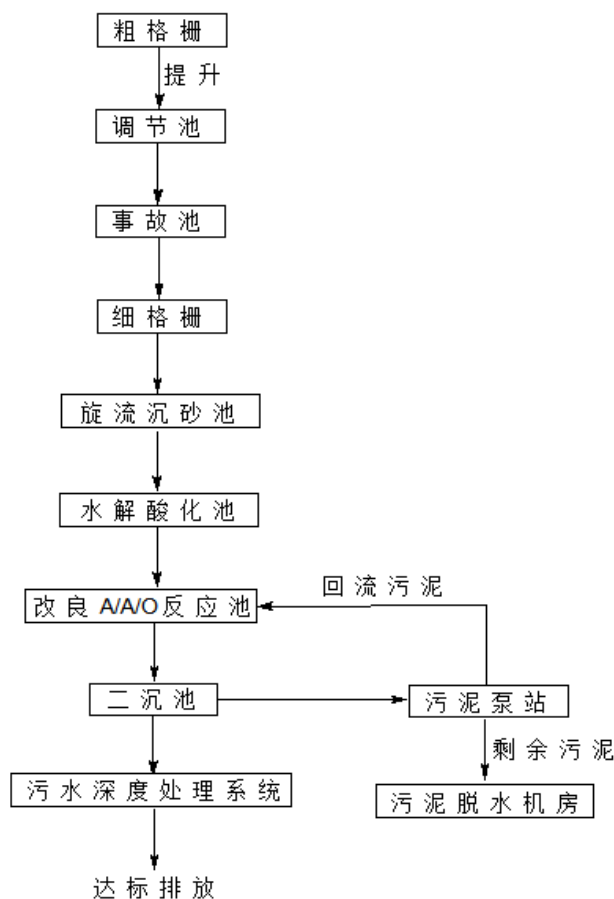 粗格栅
提升
调节池
事故池
细格栅
旋流沉砂池
水解酸化池
回流污泥
改良A/A/O反应池
二沉池
污泥泵站
剩余污泥
污水深度处理系统
污泥脱水机房
达标排放